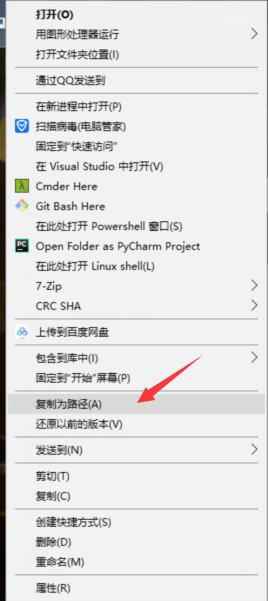 打开(O)
用图形处理器运行
打开文件夹位置(I)
通过QQ发送到
在新进程中打开(P)
扫描病毒(电脑管家)
固定到"快速访问"
在 Visual Studio 中打开(V)
Cmder Here
Git Bash Here
在此处打开 Powershell 窗口(S)
Open Folder as PyCharm Project
在此处打开 Linux shell(L)
7-Zip
CRC SHA
上传到百度网盘
包含到库中(I)
固定到"开始"屏幕(P)
复制为路径(A)
还原以前的版本(V)
发送到(N)
剪切(T)
复制(C)
创建快捷方式(S)
删除(D)
重命名(M)
属性(R)